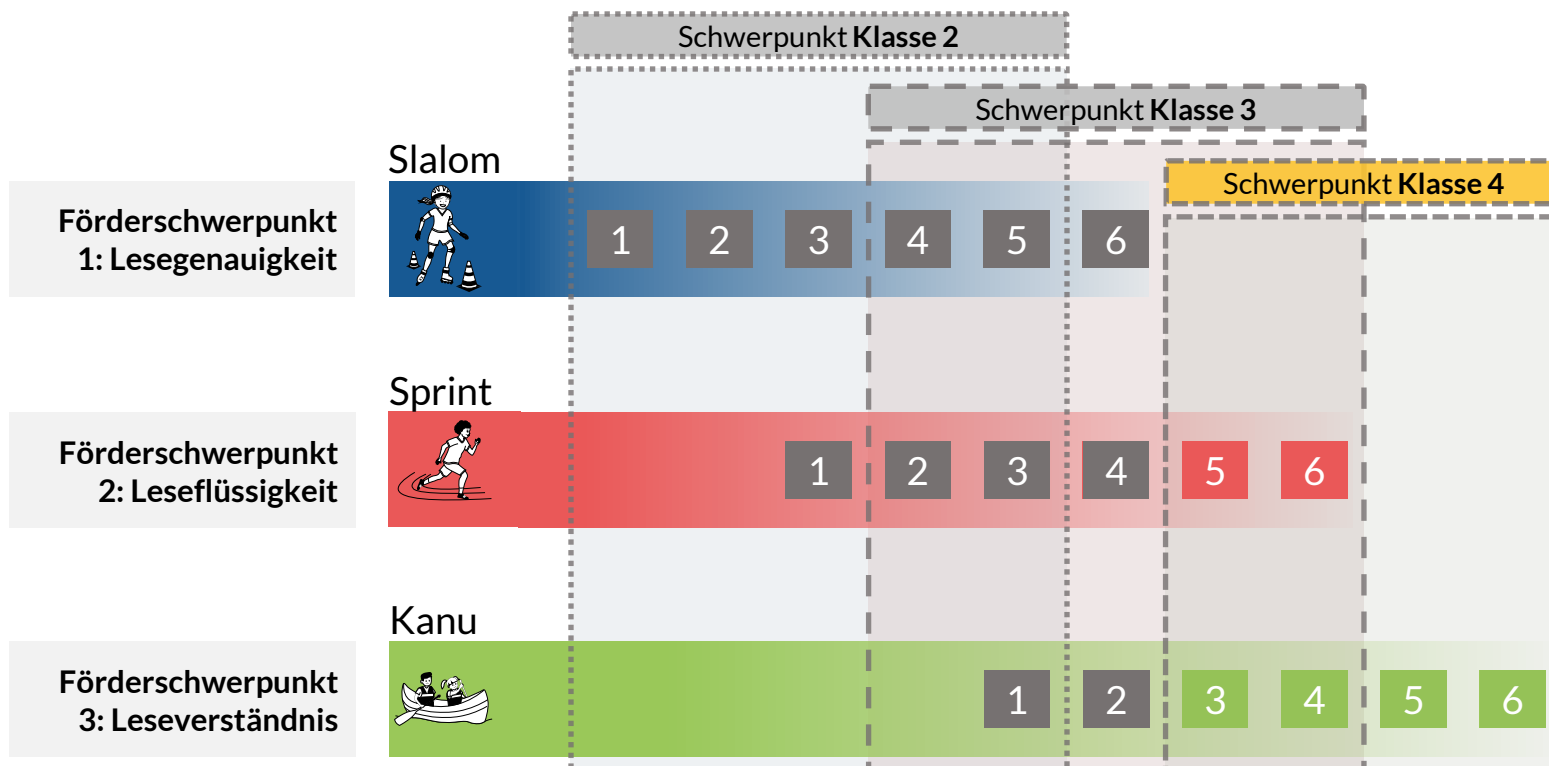 Schwerpunkt Klasse 2
Schwerpunkt Klasse 3
Schwerpunkt Klasse 4
Slalom
Förderschwerpunkt
1: Lesegenauigkeit
1 2 3 4 5 6
Sprint
Förderschwerpunkt
2: Leseflüssigkeit
1 2 3 4 5 6
Kanu
Förderschwerpunkt
3: Leseverständnis
1 2 3 4 5 6